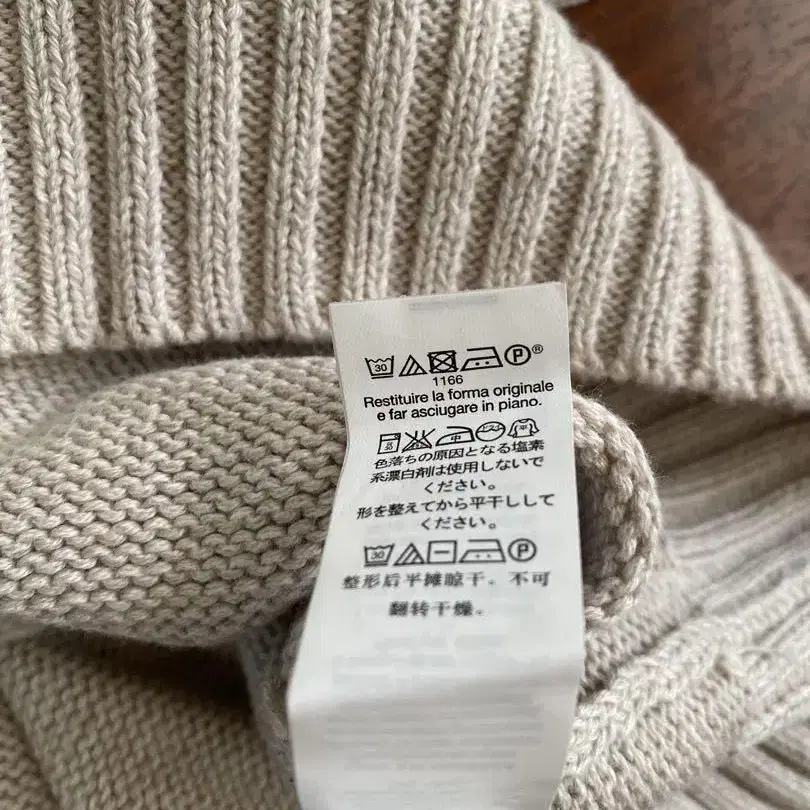 30 P ®
1166
Restituire la forma originale
e far asciugare in piano.
平
色落ちの原因となる塩素
系漂白剤は使用しないで
ください。
形を整えてから平干しして
ください。
30 P
整形后平摊晾干。不可
翻转干燥。